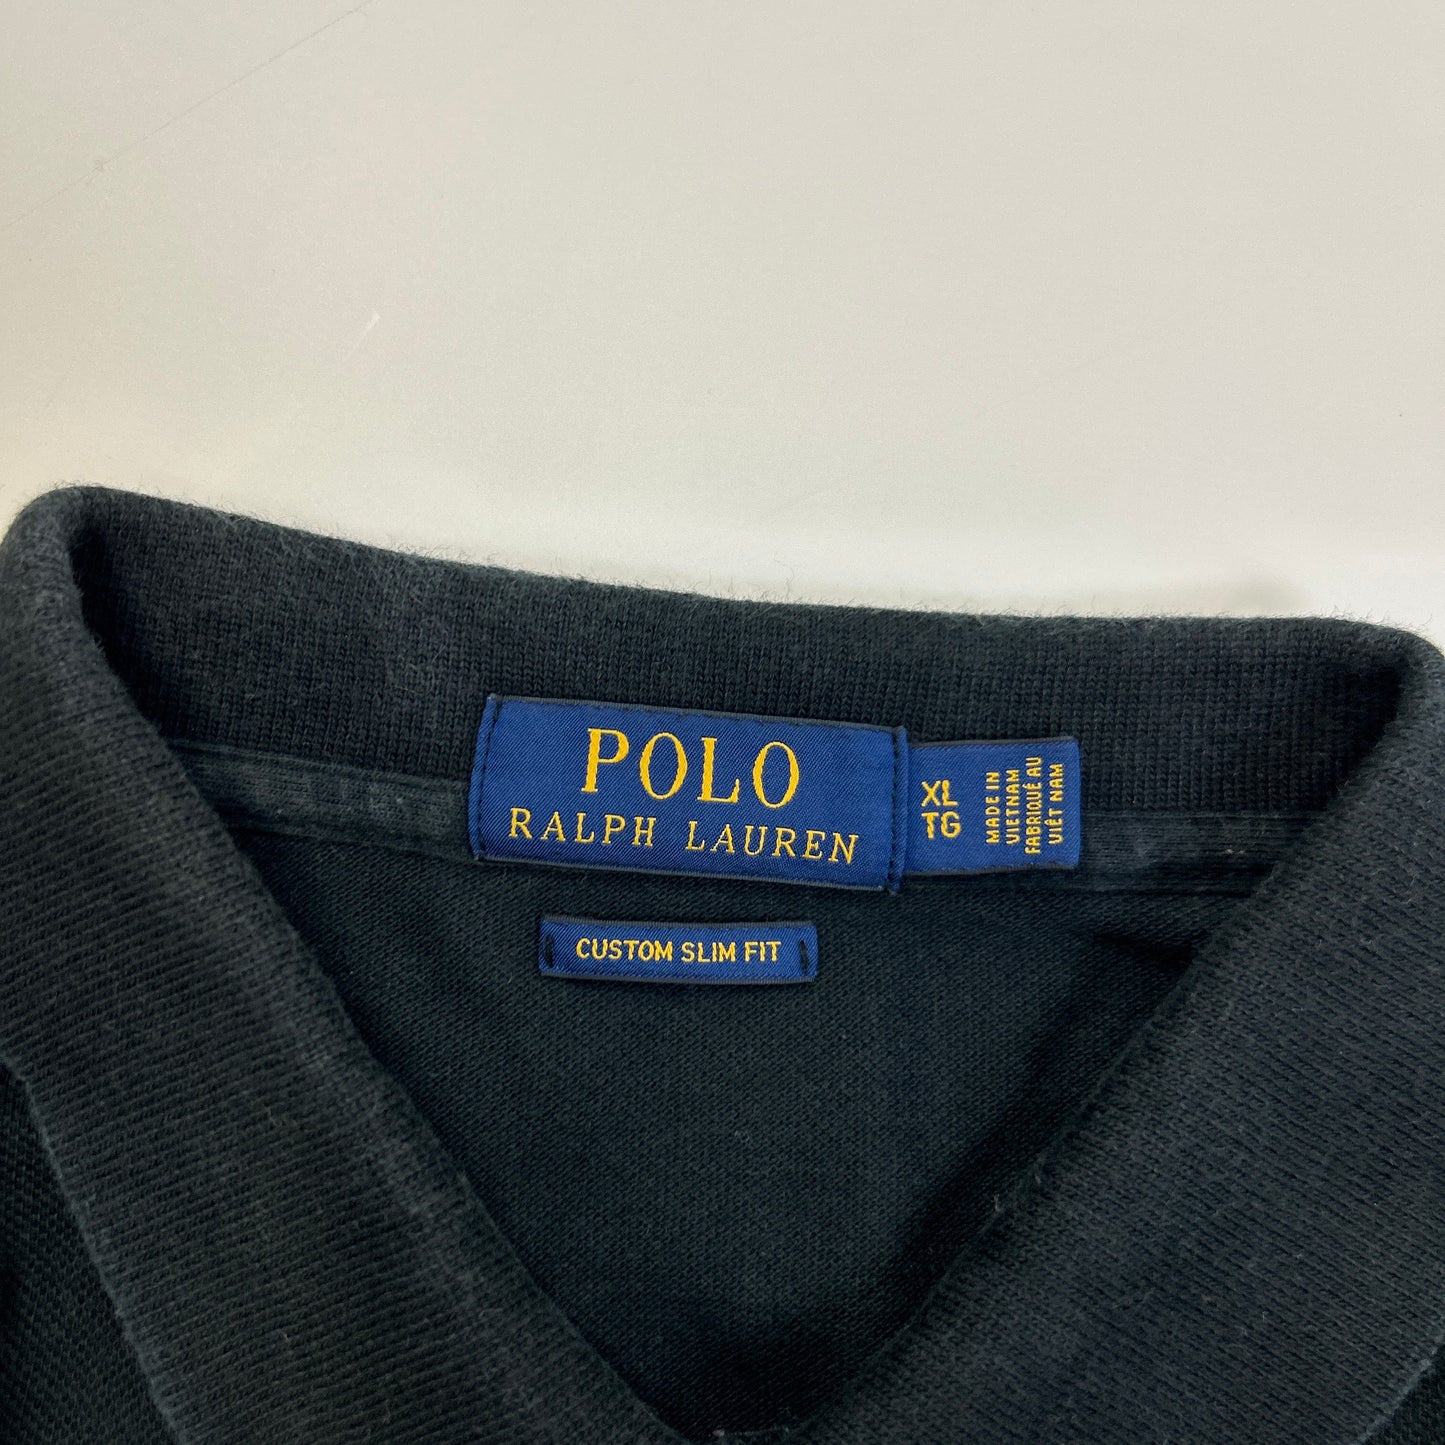 POLO
RALPH LAUREN
XL
TG
MADE IN
VIETNAM
FABRIQUÉ AU
VIÊT NAM
CUSTOM SLIM FIT